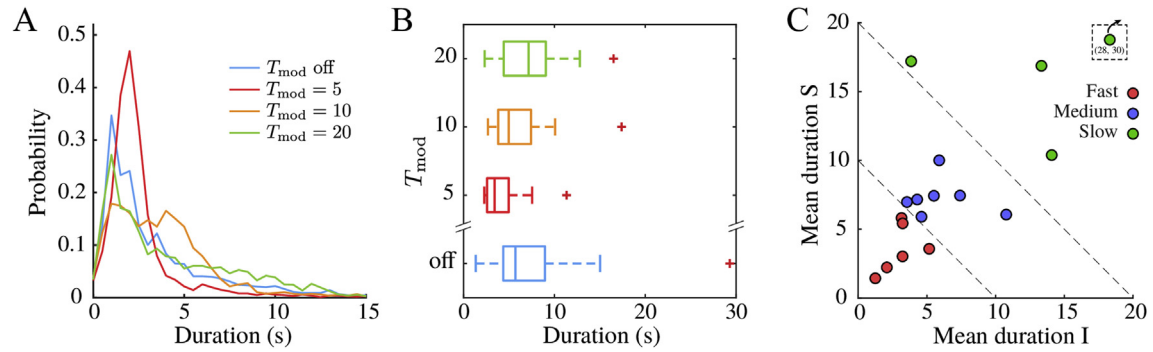 A
0.5
0.4
0.3
0.2
0.1
0
Probability
0 5 10 15
Duration (s)
T_mod off
T_mod = 5
T_mod = 10
T_mod = 20
B
20
10
5
off
T_mod
0 10 20 30
Duration (s)
C
20
15
10
5
0
Mean duration S
(28, 30)
Fast
Medium
Slow
0 5 10 15 20
Mean duration I